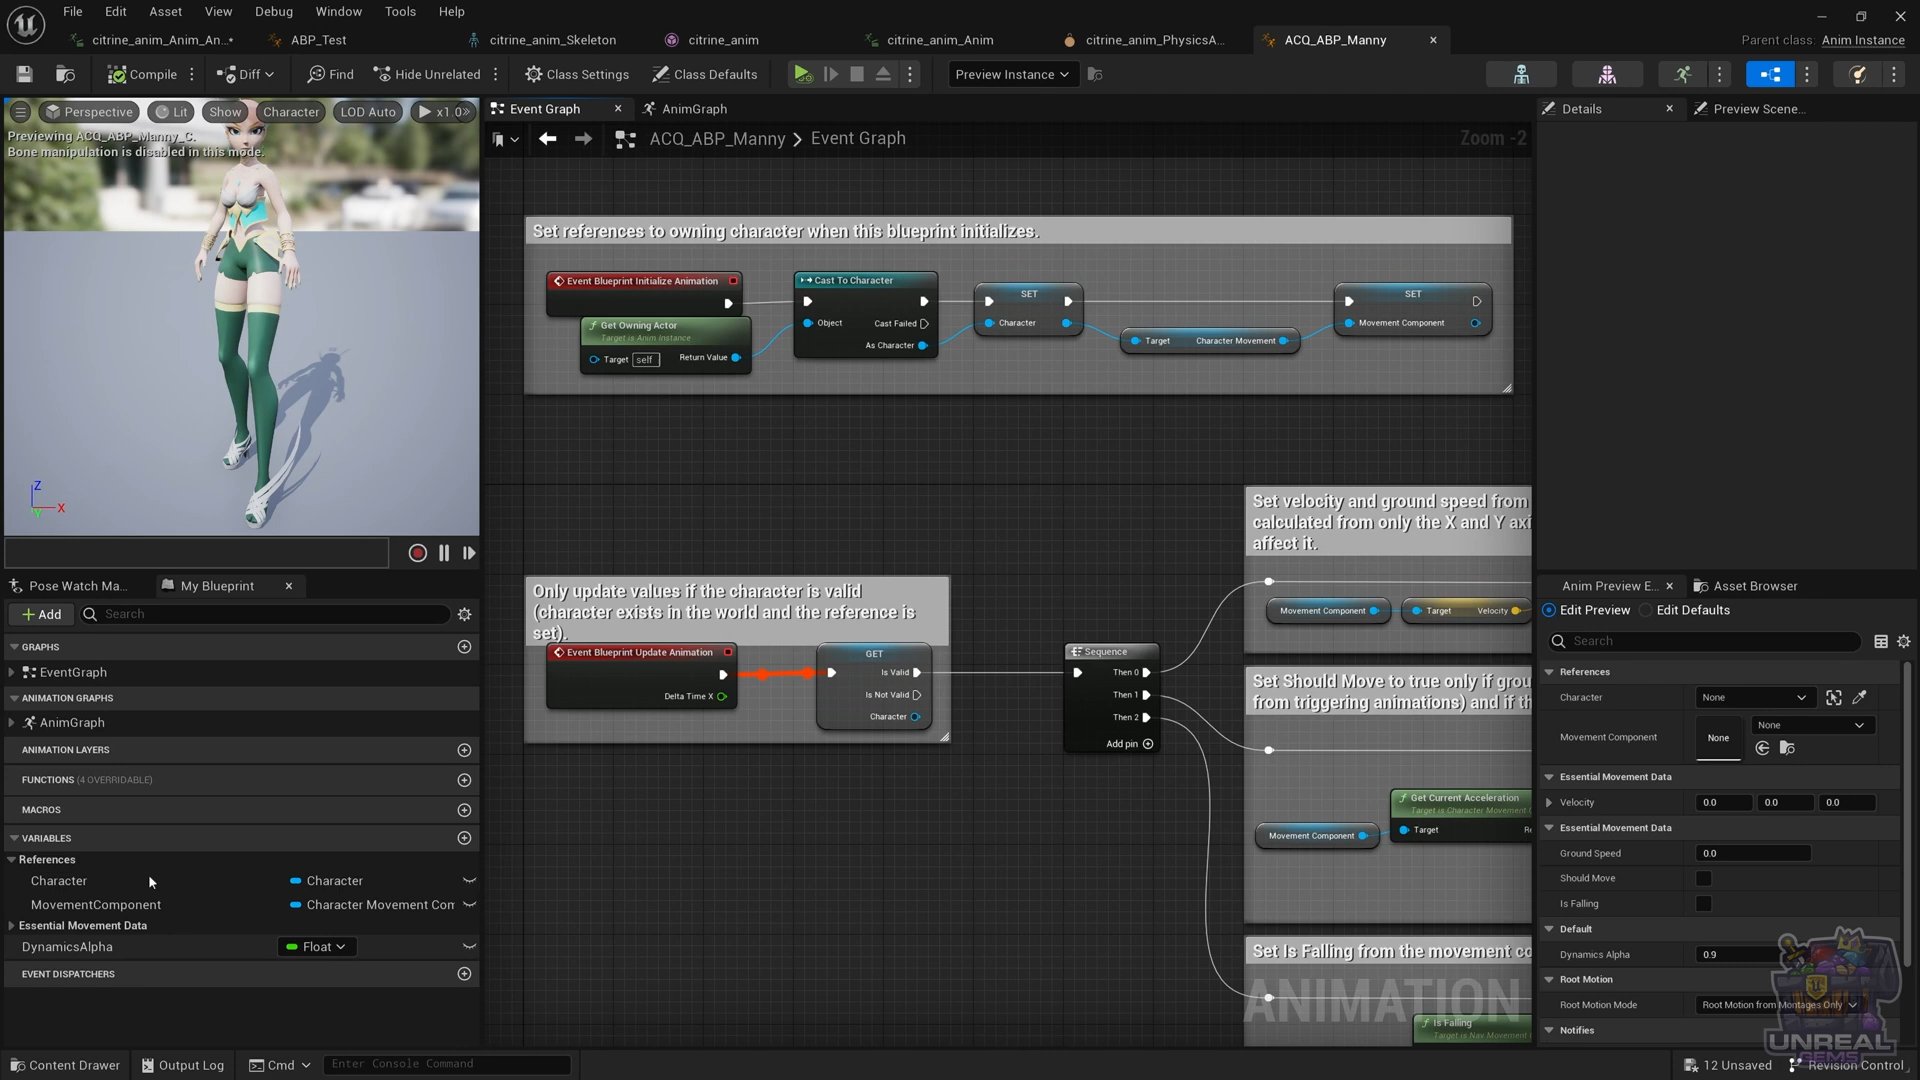 File Edit Asset View Debug Window Tools Help
citrine_anim_Anim_An...* ABP_Test citrine_anim_Skeleton citrine_anim citrine_anim_Anim citrine_anim_PhysicsA... ACQ_ABP_Manny
Parent class: Anim Instance
Compile Diff Find Hide Unrelated Class Settings Class Defaults Preview Instance
Perspective Lit Show Character LOD Auto x1.0
Previewing ACQ_ABP_Manny_C.
Bone manipulation is disabled in this mode.
Z
X
Y
Event Graph AnimGraph
ACQ_ABP_Manny > Event Graph
Zoom -2
Set references to owning character when this blueprint initializes.
Event Blueprint Initialize Animation
Get Owning Actor
Target is Anim Instance
Target self Return Value
Cast To Character
Object Cast Failed
As Character
SET
Character
Target Character Movement
SET
Movement Component
Only update values if the character is valid
(character exists in the world and the reference is
set).
Event Blueprint Update Animation
Delta Time X
GET
Is Valid
Is Not Valid
Character
Sequence
Then 0
Then 1
Then 2
Add pin
Set velocity and ground speed from
calculated from only the X and Y axi
affect it.
Movement Component Target Velocity
Set Should Move to true only if grou
from triggering animations) and if th
Get Current Acceleration
Target is Character Movement
Movement Component Target Re
Set Is Falling from the movement co
ANIMATION
Is Falling
Target is Nav Movement
Pose Watch Ma... My Blueprint
Add Search
GRAPHS
EventGraph
ANIMATION GRAPHS
AnimGraph
ANIMATION LAYERS
FUNCTIONS (4 OVERRIDABLE)
MACROS
VARIABLES
References
Character Character
MovementComponent Character Movement Com
Essential Movement Data
DynamicsAlpha Float
EVENT DISPATCHERS
Details Preview Scene...
Anim Preview E... Asset Browser
Edit Preview Edit Defaults
Search
References
Character None
Movement Component None None
Essential Movement Data
Velocity 0.0 0.0 0.0
Essential Movement Data
Ground Speed 0.0
Should Move
Is Falling
Default
Dynamics Alpha 0.9
Root Motion
Root Motion Mode Root Motion from Montages Only
Notifies
UNREAL
GEMS
Content Drawer Output Log Cmd Enter Console Command
12 Unsaved Revision Control